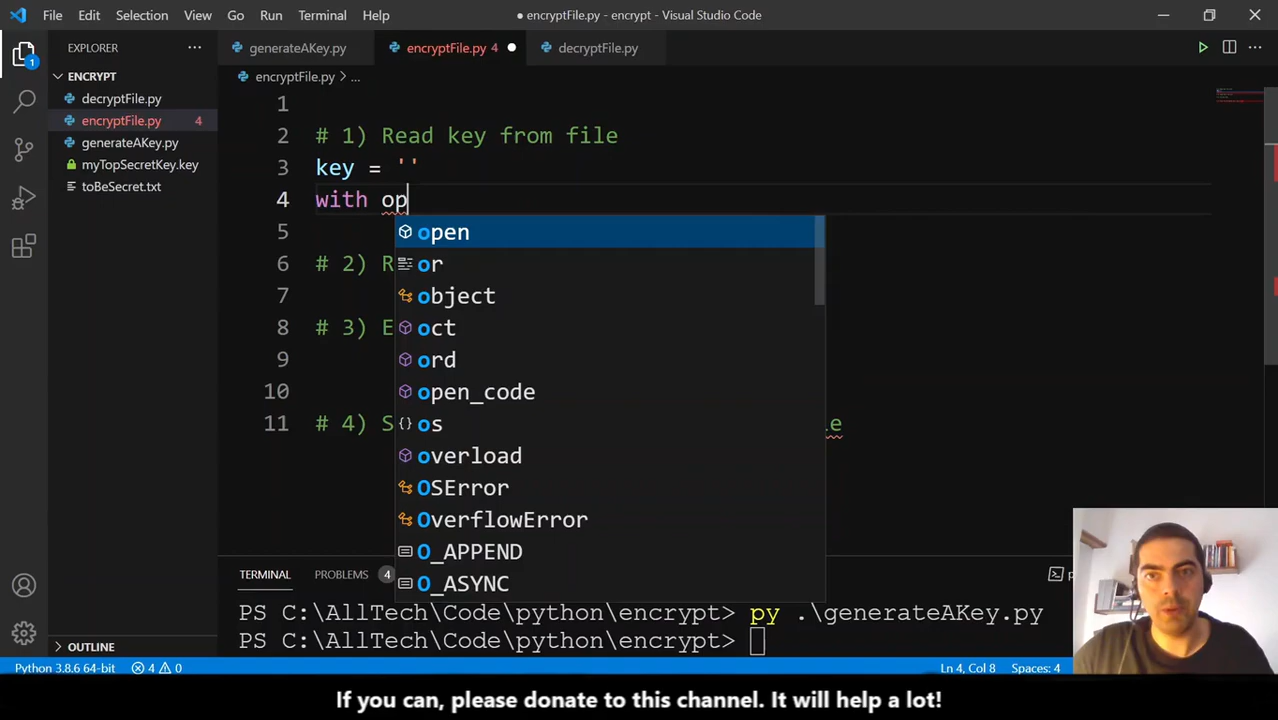 File Edit Selection View Go Run Terminal Help
● encryptFile.py - encrypt - Visual Studio Code
EXPLORER
generateAKey.py
encryptFile.py 4
decryptFile.py
ENCRYPT
decryptFile.py
encryptFile.py 4
generateAKey.py
myTopSecretKey.key
toBeSecret.txt
OUTLINE
encryptFile.py > ...
1
2 # 1) Read key from file
3 key = ''
4 with op
5
6 # 2) R
7
8 # 3) E
9
10
11 # 4) S
open
or
object
oct
ord
open_code
os
overload
OSError
OverflowError
O_APPEND
O_ASYNC
TERMINAL PROBLEMS 4
PS C:\AllTech\Code\python\encrypt> py .\generateAKey.py
PS C:\AllTech\Code\python\encrypt>
1
Python 3.8.6 64-bit 4 0 Ln 4, Col 8 Spaces: 4
If you can, please donate to this channel. It will help a lot!